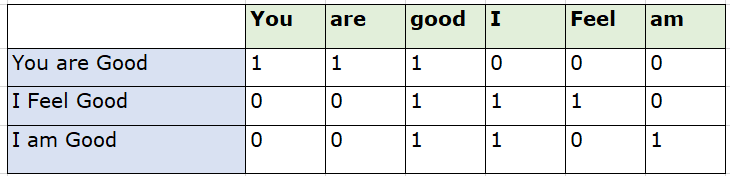 You are good I Feel am
You are Good 1 1 1 0 0 0
I Feel Good 0 0 1 1 1 0
I am Good 0 0 1 1 0 1